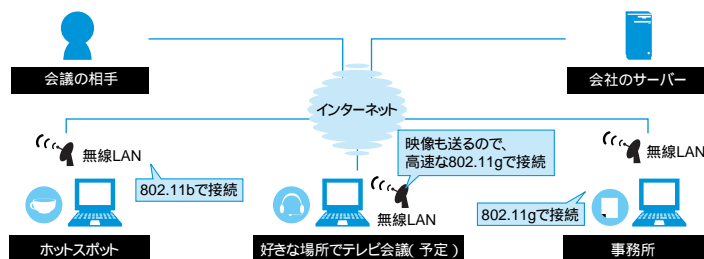 会議の相手
会社のサーバー
インターネット
無線LAN
802.11bで接続
映像も送るので、
高速な802.11gで接続
無線LAN
無線LAN
802.11gで接続
ホットスポット
好きな場所でテレビ会議(予定)
事務所